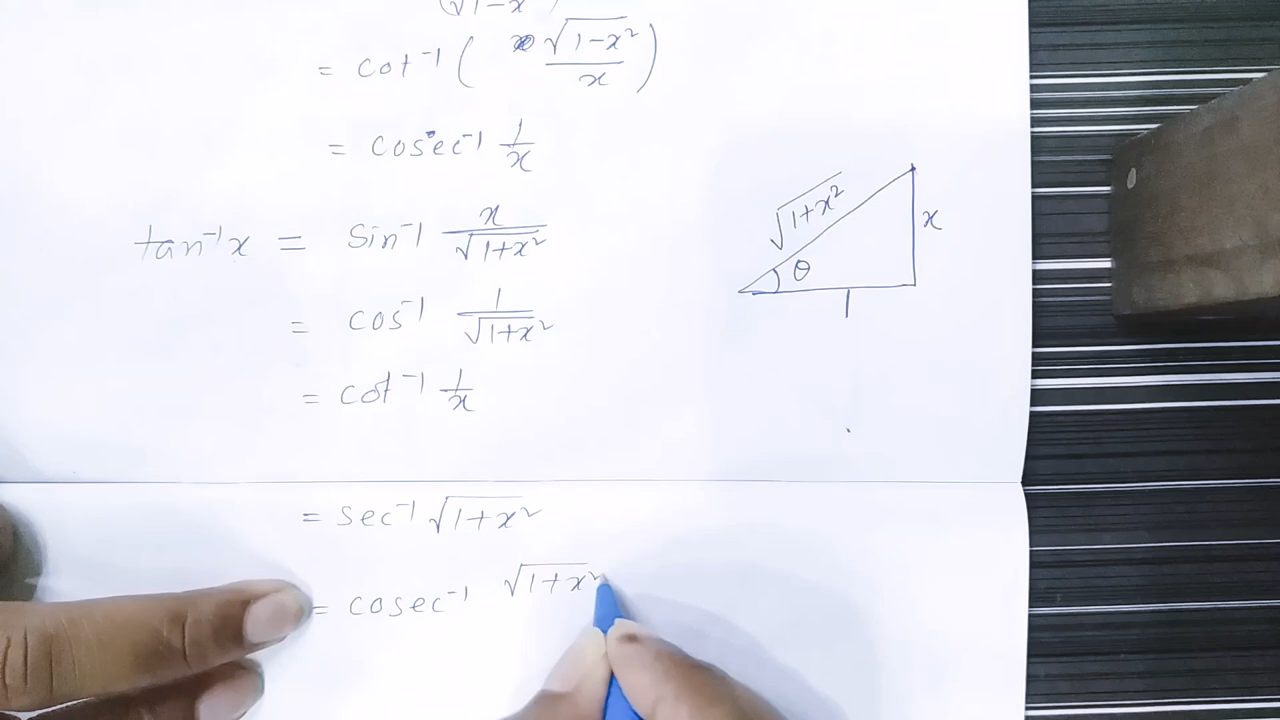 (√1-x
= cot⁻¹ ( √1-x² / x )
= cosec⁻¹ 1/x
tan⁻¹x = sin⁻¹ x/√1+x²
= cos⁻¹ 1/√1+x²
= cot⁻¹ 1/x
√1+x²
x
θ
1
= sec⁻¹ √1+x²
= cosec⁻¹ √1+x²